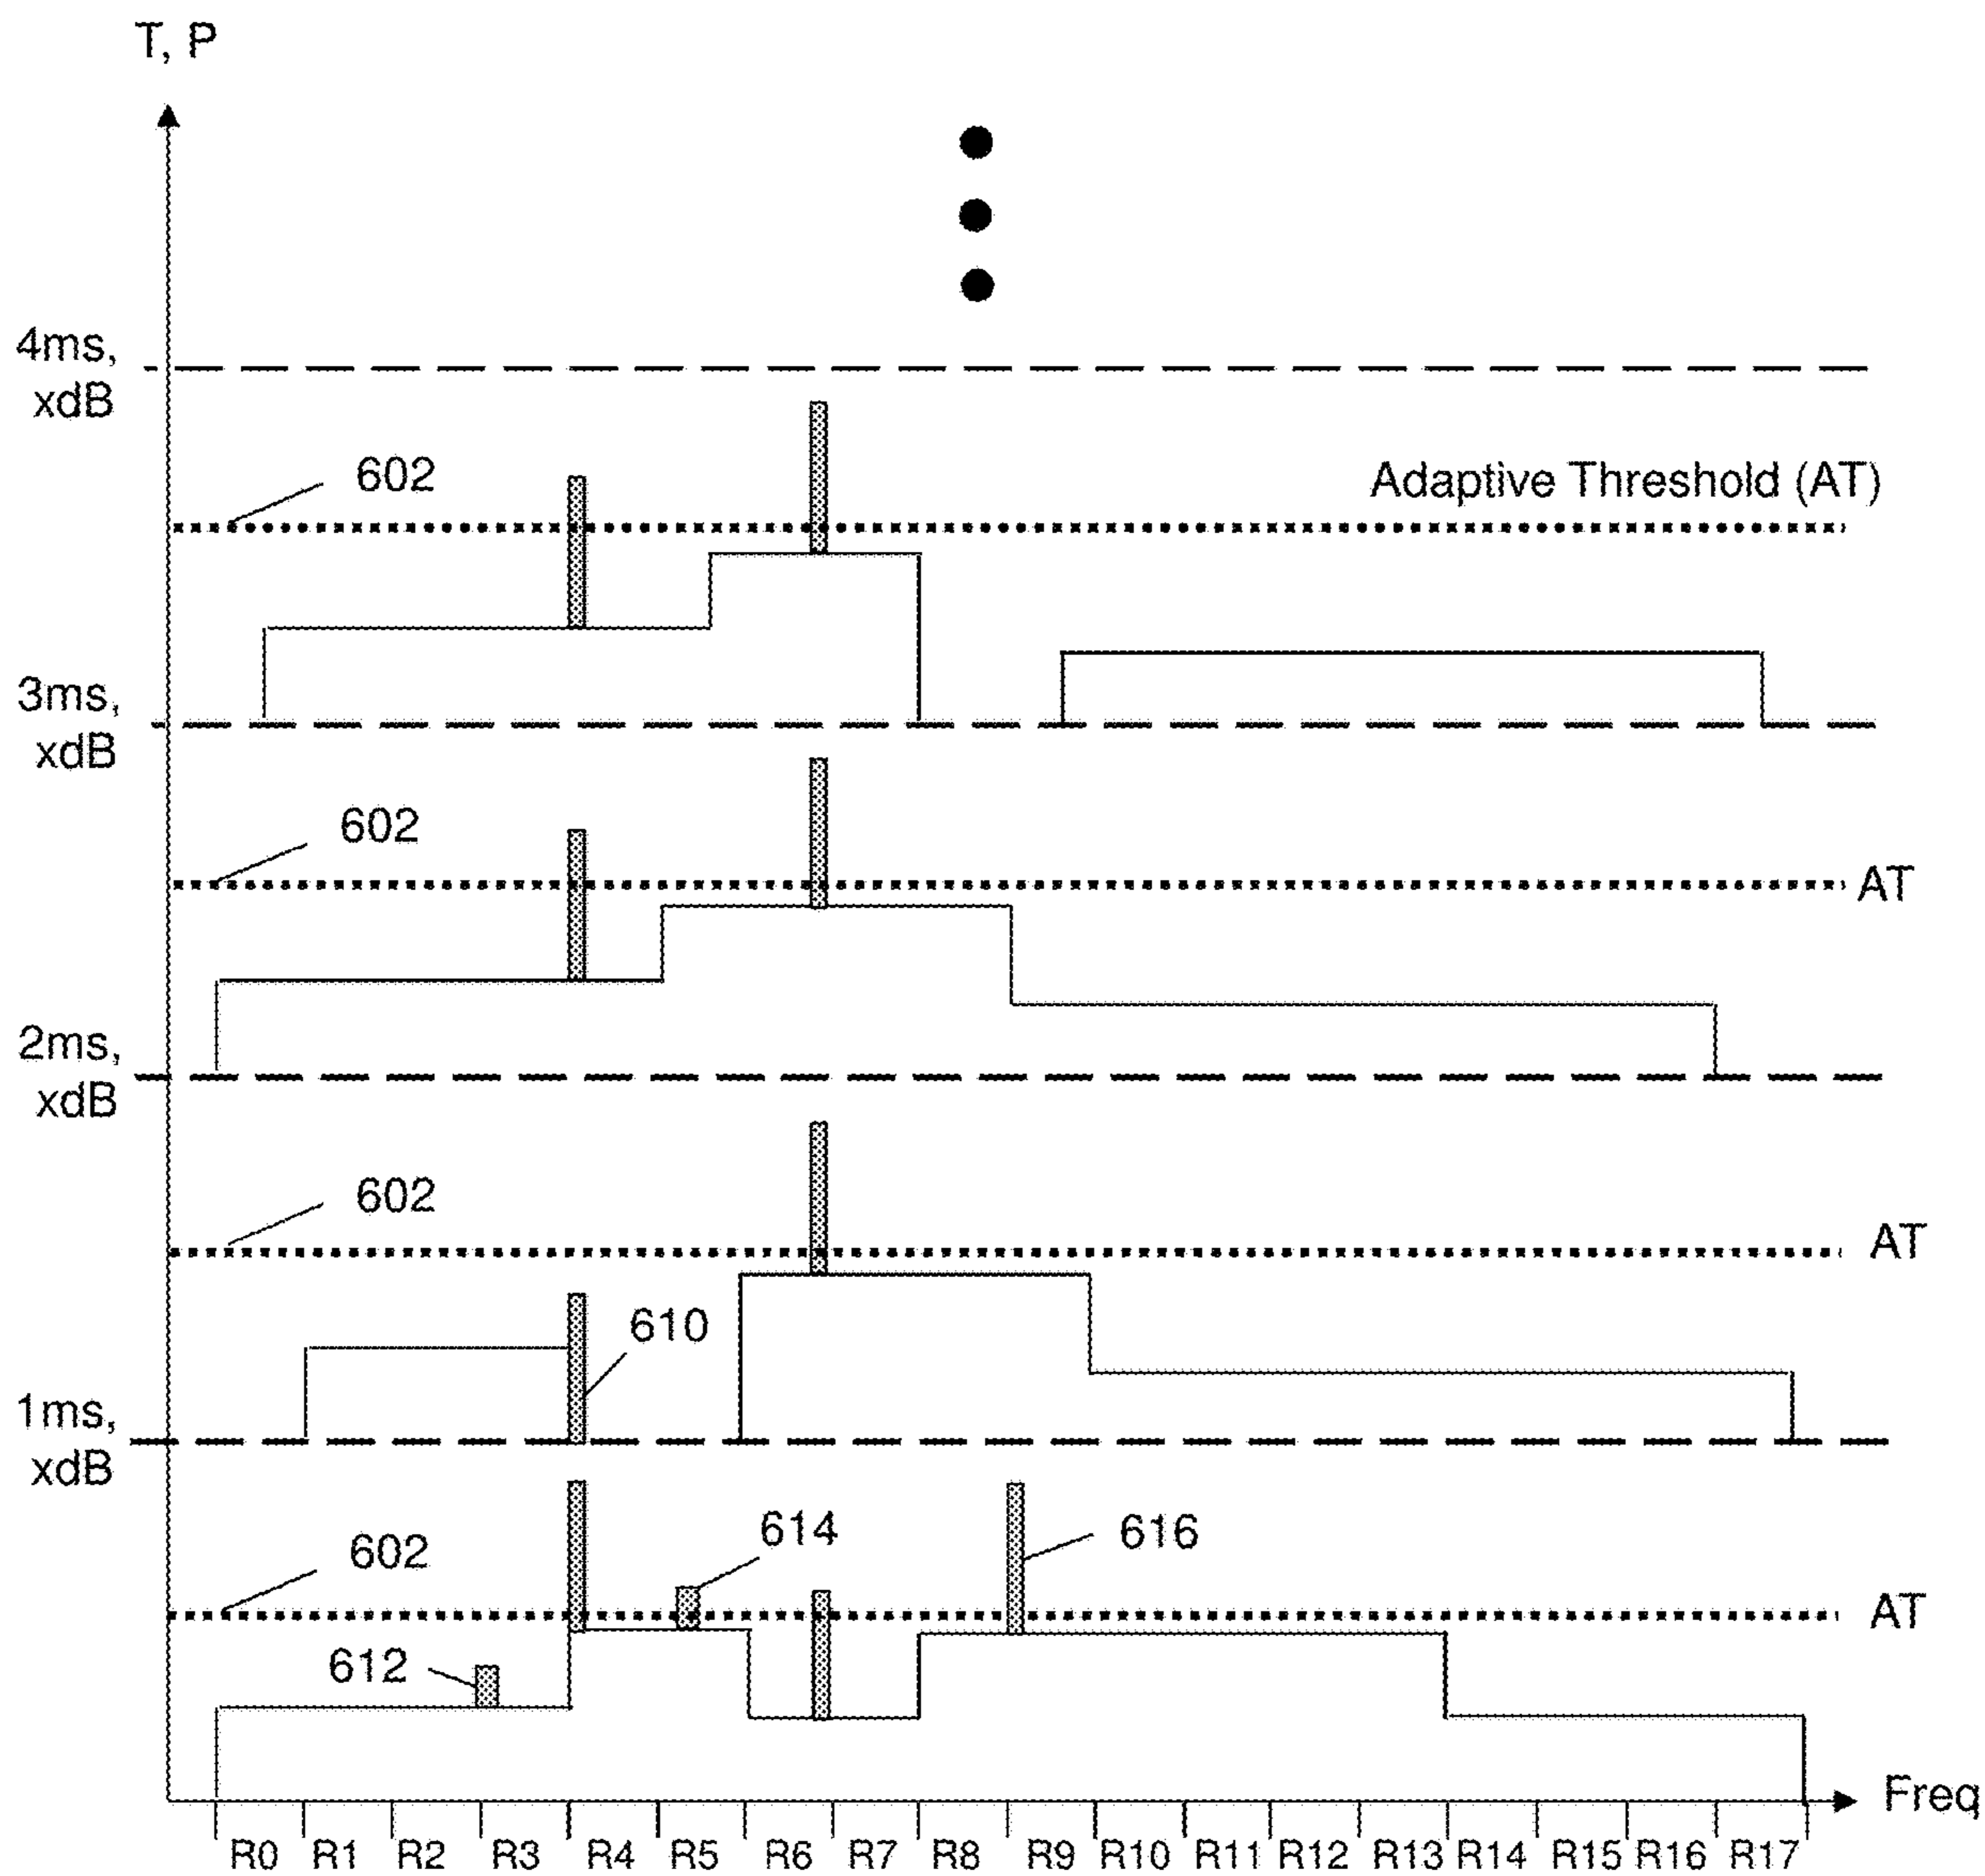 T, P
4ms,
xdB
602
Adaptive Threshold (AT)
3ms,
xdB
602
AT
2ms,
xdB
602
AT
610
1ms,
xdB
602
614
616
AT
612
Freq
R0 R1 R2 R3 R4 R5 R6 R7 R8 R9 R10 R11 R12 R13 R14 R15 R16 R17